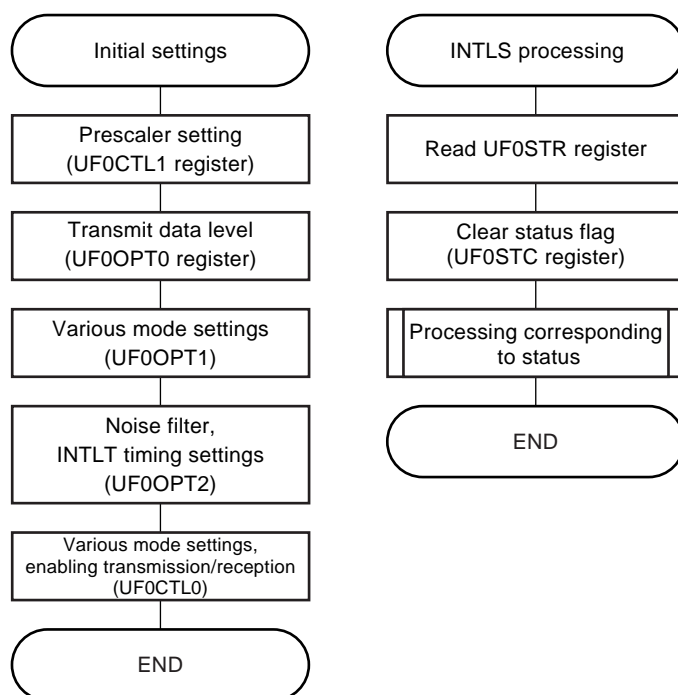 Initial settings
Prescaler setting
(UF0CTL1 register)
Transmit data level
(UF0OPT0 register)
Various mode settings
(UF0OPT1)
Noise filter,
INTLT timing settings
(UF0OPT2)
Various mode settings,
enabling transmission/reception
(UF0CTL0)
END
INTLS processing
Read UF0STR register
Clear status flag
(UF0STC register)
Processing corresponding
to status
END